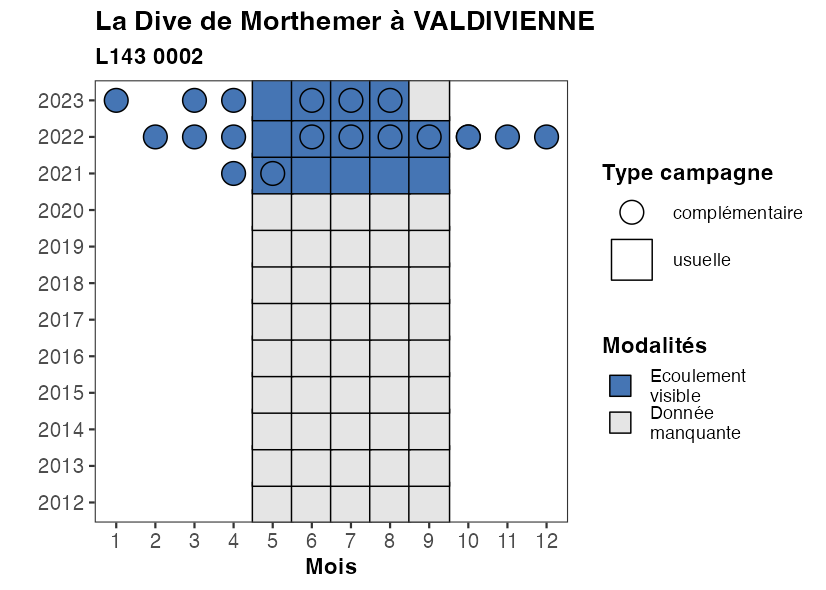 La Dive de Morthemer à VALDIVIENNE
L143 0002
2023
2022
2021
2020
2019
2018
2017
2016
2015
2014
2013
2012
1 2 3 4 5 6 7 8 9 10 11 12
Mois
Type campagne
complémentaire
usuelle
Modalités
Ecoulement
visible
Donnée
manquante